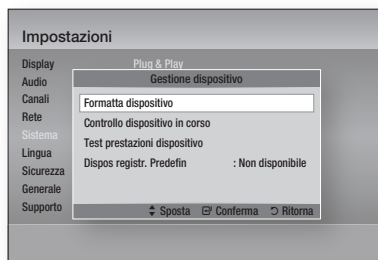 Impostazioni
Display
Plug & Play
Audio
Canali
Rete
Sistema
Lingua
Sicurezza
Generale
Supporto
Gestione dispositivo
Formatta dispositivo
Controllo dispositivo in corso
Test prestazioni dispositivo
Dispos registr. Predefin : Non disponibile
Sposta Conferma Ritorna